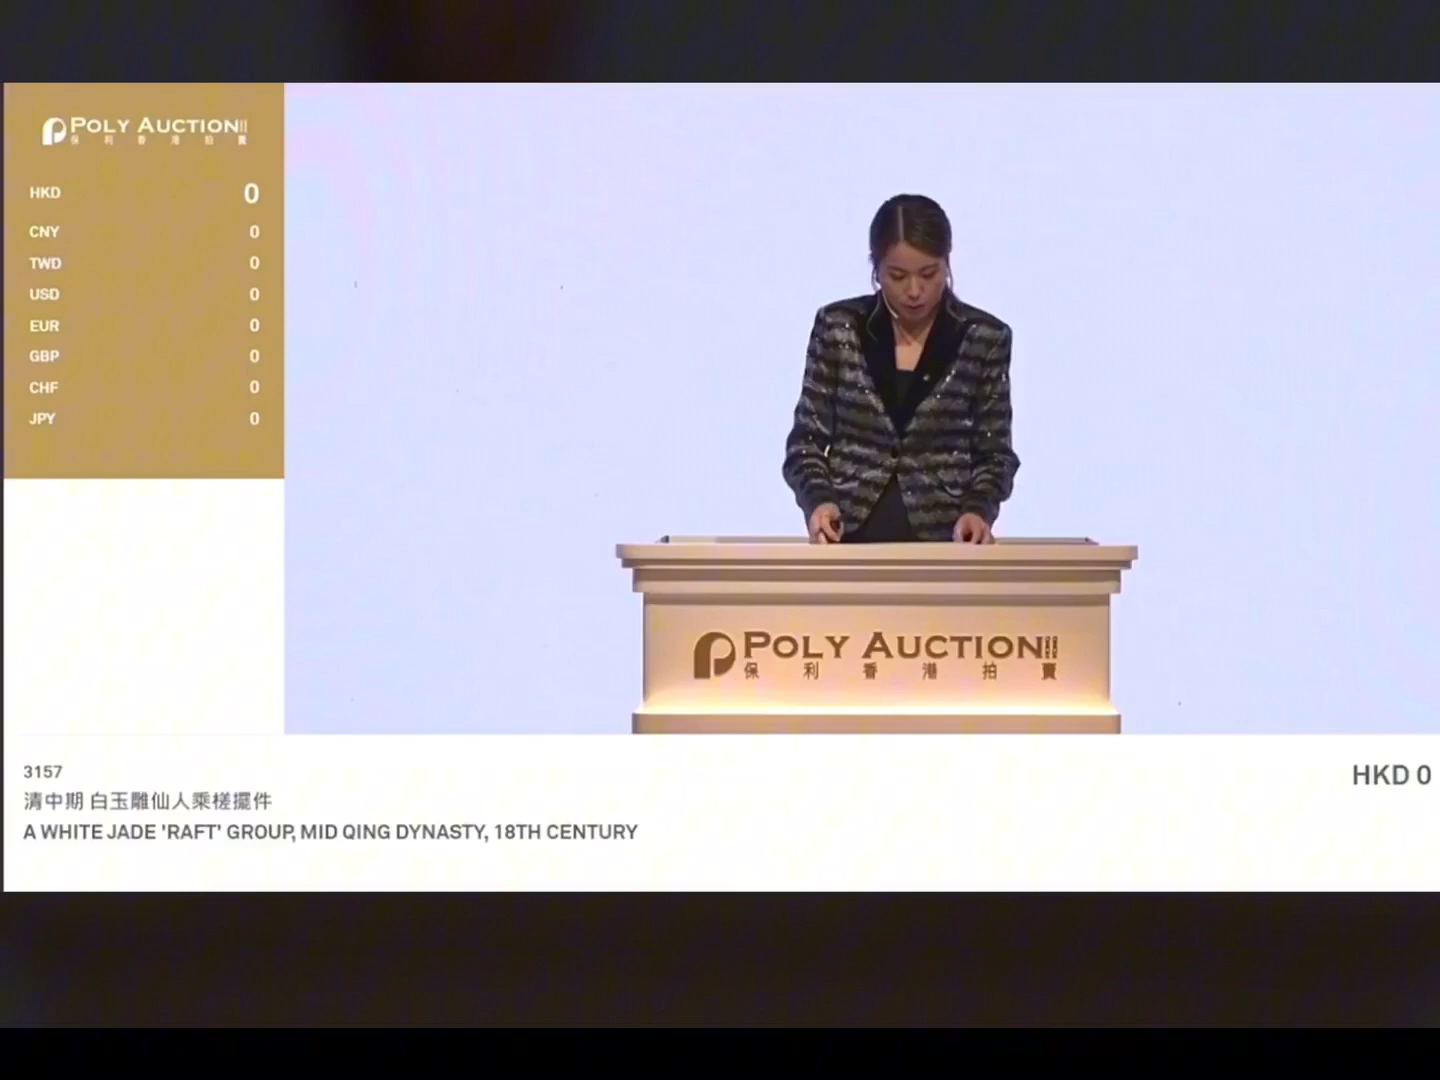 POLY AUCTION
保利香港拍賣
HKD 0
CNY 0
TWD 0
USD 0
EUR 0
GBP 0
CHF 0
JPY 0
POLY AUCTION
保利香港拍賣
3157
HKD 0
清中期 白玉雕仙人乘槎擺件
A WHITE JADE 'RAFT' GROUP, MID QING DYNASTY, 18TH CENTURY